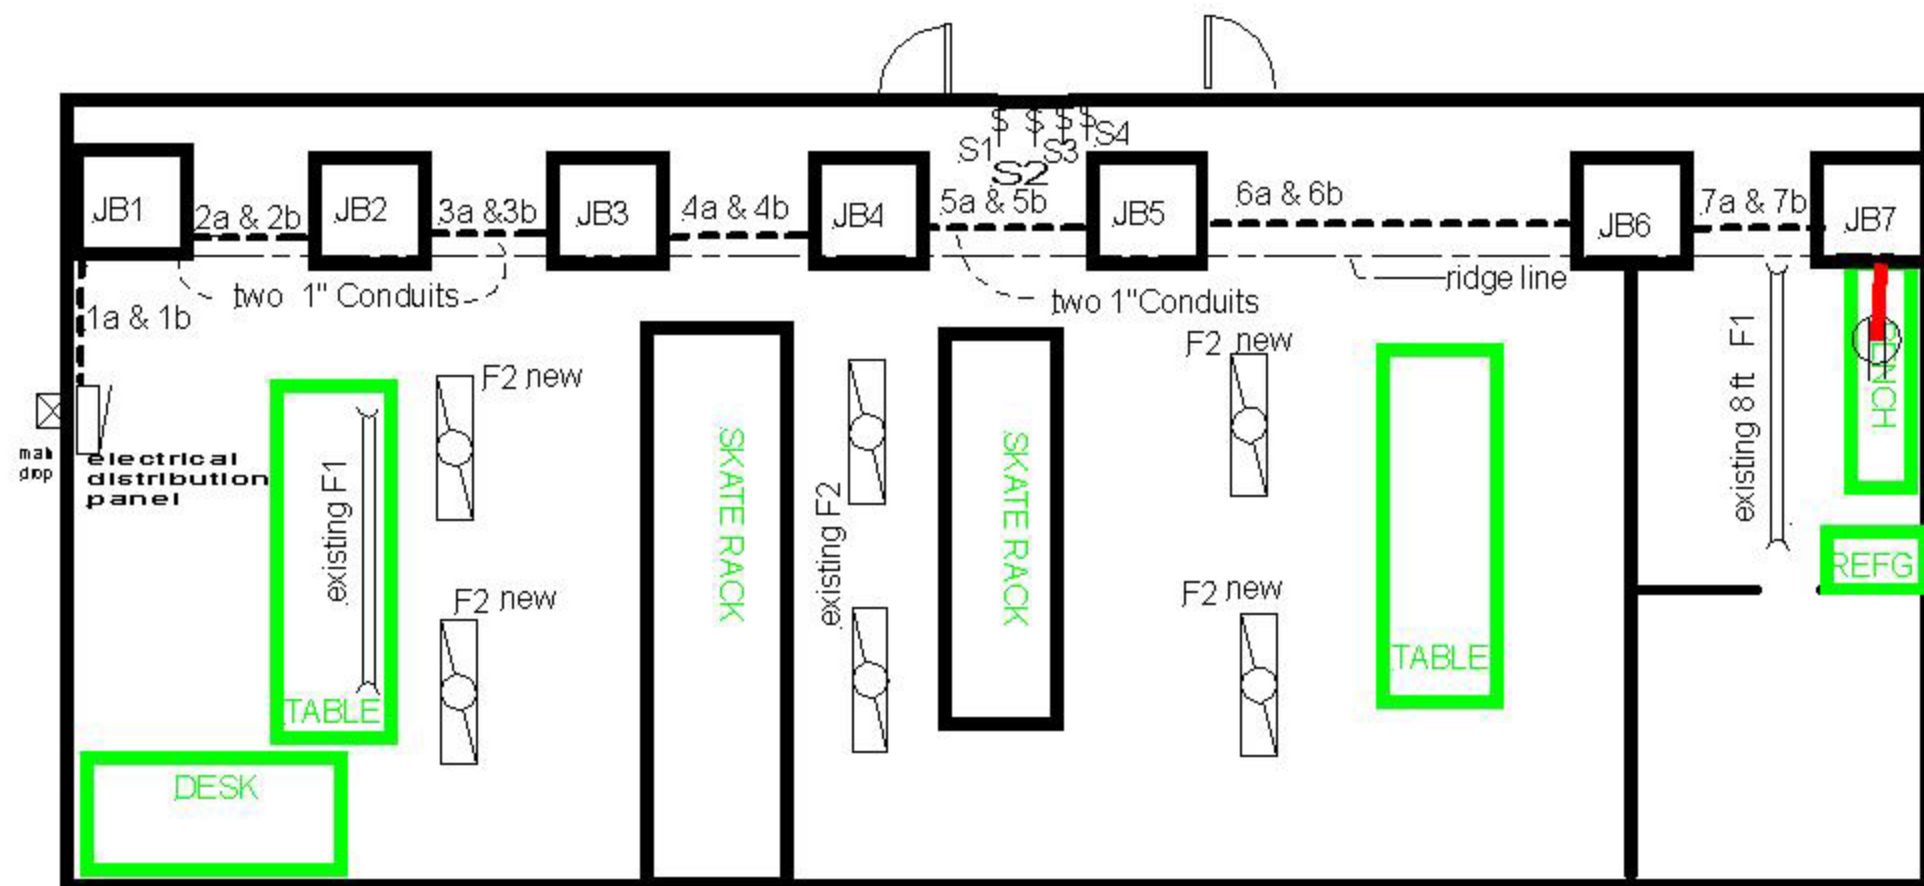 S1
S2
S3
S4
JB1
2a & 2b
JB2
3a &3b
JB3
4a & 4b
JB4
5a & 5b
JB5
6a & 6b
JB6
7a & 7b
JB7
1a & 1b
two 1" Conduits
two 1"Conduits
ridge line
F2 new
F2 new
existing 8 ft F1
BENCH
main
drop
electrical
distribution
panel
existing F1
SKATE RACK
existing F2
SKATE RACK
REFG
F2 new
F2 new
TABLE
TABLE
DESK